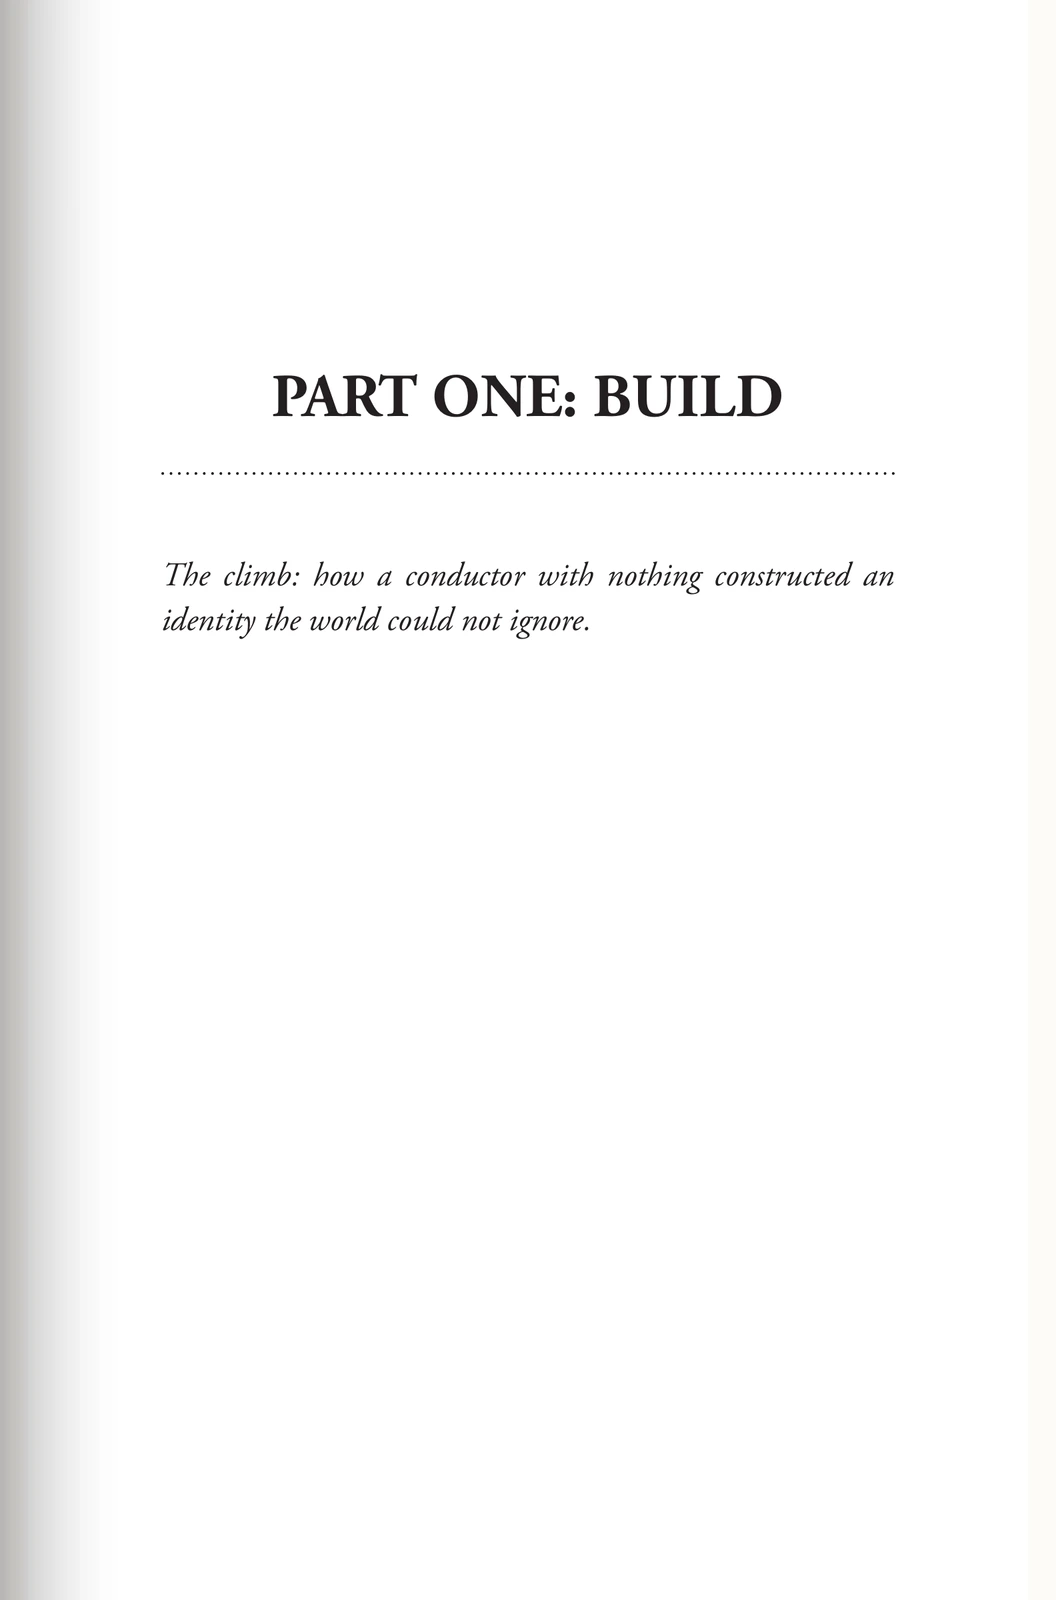 PART ONE: BUILD
The climb: how a conductor with nothing constructed an
identity the world could not ignore.